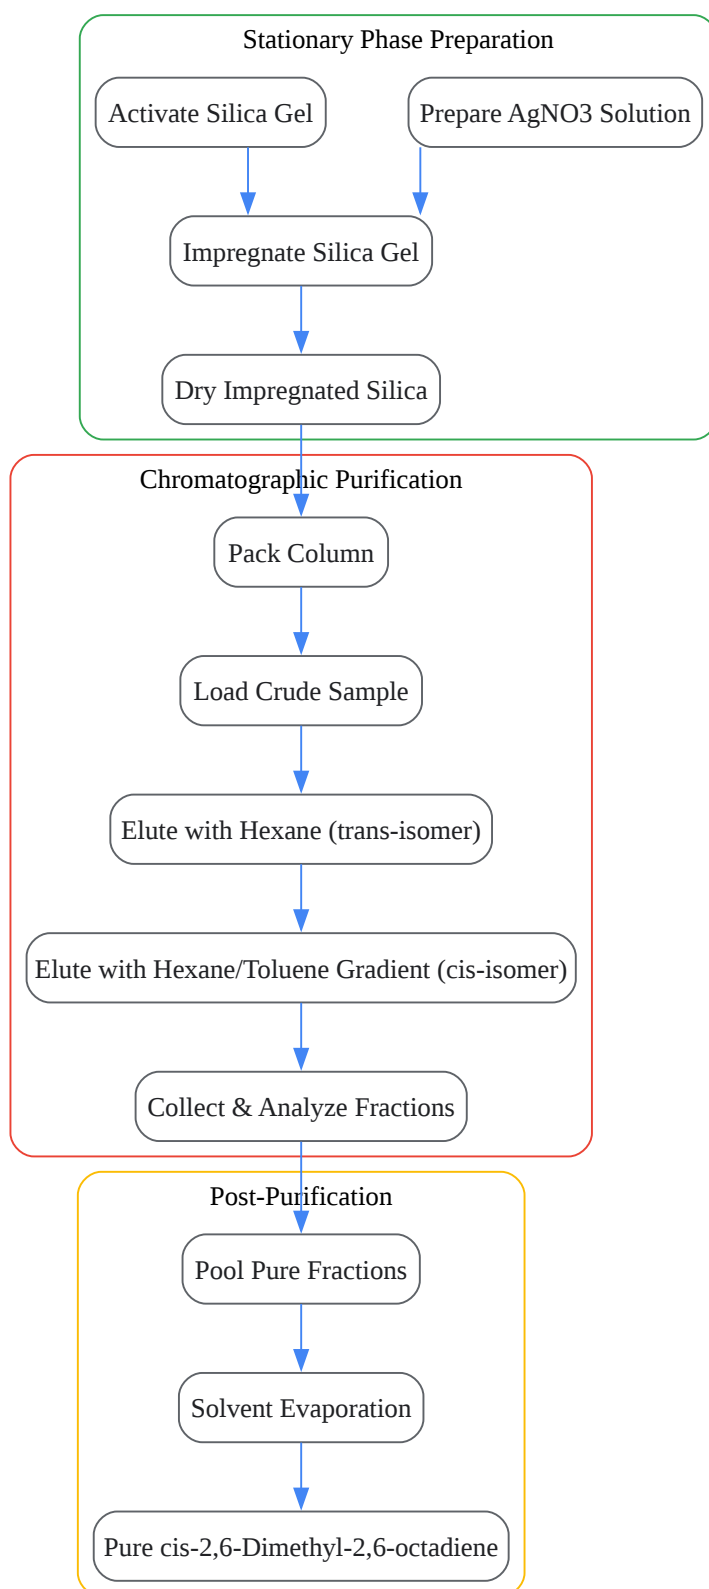 Stationary Phase Preparation
Activate Silica Gel
Prepare AgNO3 Solution
Impregnate Silica Gel
Dry Impregnated Silica
Chromatographic Purification
Pack Column
Load Crude Sample
Elute with Hexane (trans-isomer)
Elute with Hexane/Toluene Gradient (cis-isomer)
Collect & Analyze Fractions
Post-Purification
Pool Pure Fractions
Solvent Evaporation
Pure cis-2,6-Dimethyl-2,6-octadiene